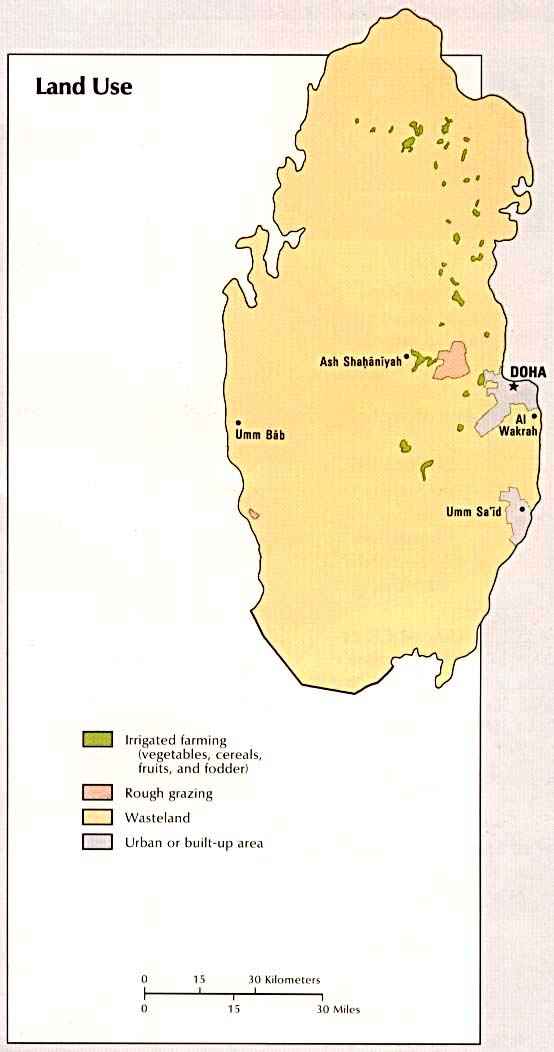 Land Use
Ash Shaḩānīyah
DOHA
Al
Wakrah
Umm Bāb
Umm Sa'īd
Irrigated farming
(vegetables, cereals,
fruits, and fodder)
Rough grazing
Wasteland
Urban or built-up area
0 15 30 Kilometers
0 15 30 Miles